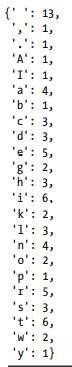 {' ': 13,
',': 1,
'.': 1,
'A': 1,
'I': 1,
'a': 4,
'b': 1,
'c': 3,
'd': 3,
'e': 5,
'g': 2,
'h': 3,
'i': 6,
'k': 2,
'l': 3,
'n': 4,
'o': 2,
'p': 1,
'r': 5,
's': 3,
't': 6,
'w': 2,
'y': 1}